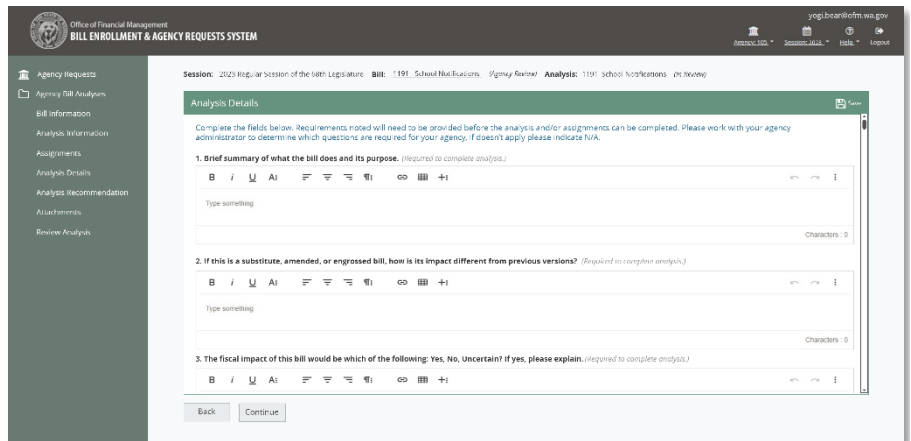 yogi.bear@ofm.wa.gov
Office of Financial Management
BILL ENROLLMENT & AGENCY REQUESTS SYSTEM
Agency: 105 Session: 2023 Help Logout
Agency Requests
Agency Bill Analyses
Bill Information
Analysis Information
Assignments
Analysis Details
Analysis Recommendation
Attachments
Review Analysis
Session: 2023 Regular Session of the 68th Legislature Bill: 1191 School Notifications (Agency Review) Analysis: 1191 School Notifications (In Review)
Analysis Details Save
Complete the fields below. Requirements noted will need to be provided before the analysis and/or assignments can be completed. Please work with your agency
administrator to determine which questions are required for your agency, if doesn't apply please indicate N/A.
1. Brief summary of what the bill does and its purpose. (Required to complete analysis.)
B i U A
Type something
Characters : 0
2. If this is a substitute, amended, or engrossed bill, how is its impact different from previous versions? (Required to complete analysis.)
B i U A
Type something
Characters : 0
3. The fiscal impact of this bill would be which of the following: Yes, No, Uncertain? If yes, please explain. (Required to complete analysis.)
B i U A
Back Continue